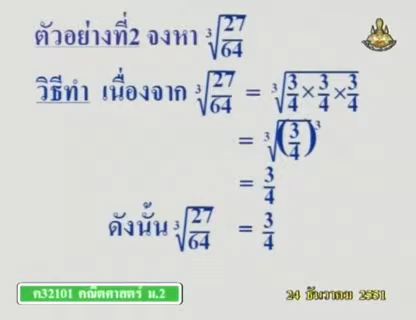 ตัวอย่างที่2 จงหา ∛(27/64)
วิธีทำ เนื่องจาก ∛(27/64) = ∛(3/4 × 3/4 × 3/4)
= ∛((3/4)³)
= 3/4
ดังนั้น ∛(27/64) = 3/4
ค32101 คณิตศาสตร์ ม.2
24 ธันวาคม 2551